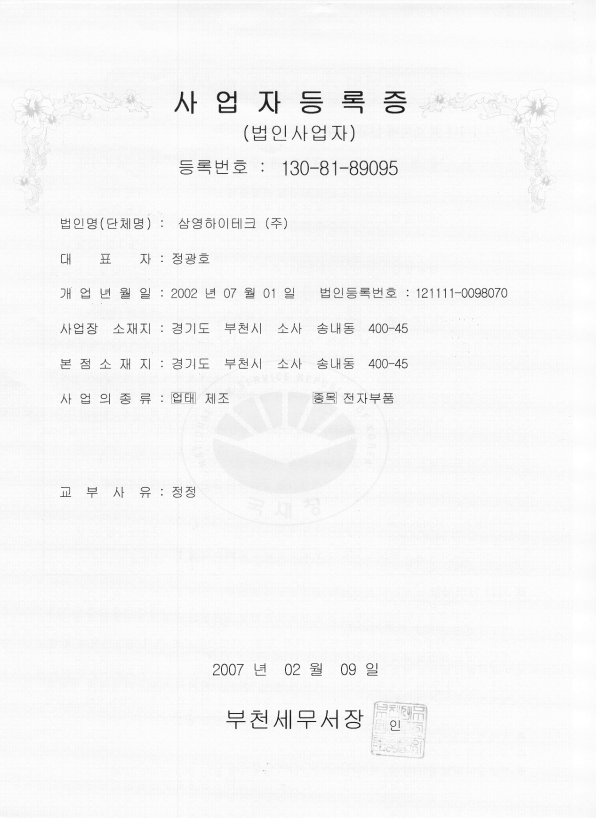 사업자등록증
(법인사업자)
등록번호 : 130-81-89095
법인명(단체명) : 삼영하이테크 (주)
대 표 자 : 정광호
개 업 년 월 일 : 2002 년 07 월 01 일 법인등록번호 : 121111-0098070
사업장 소재지 : 경기도 부천시 소사 송내동 400-45
본 점 소 재 지 : 경기도 부천시 소사 송내동 400-45
사 업 의 종 류 : 업태 제조 종목 전자부품
국세청
교 부 사 유 : 정정
2007 년 02 월 09 일
부천세무서장 인